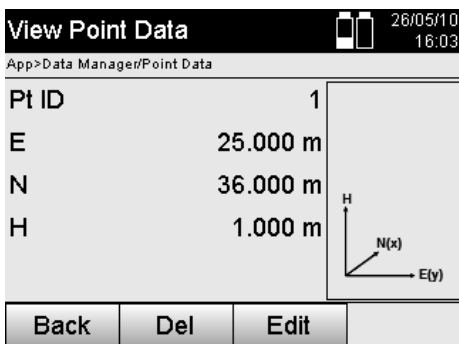 View Point Data
26/05/10
16:03
App>Data Manager/Point Data
Pt ID 1
E 25.000 m
N 36.000 m
H 1.000 m
H
N(x)
E(y)
Back Del Edit